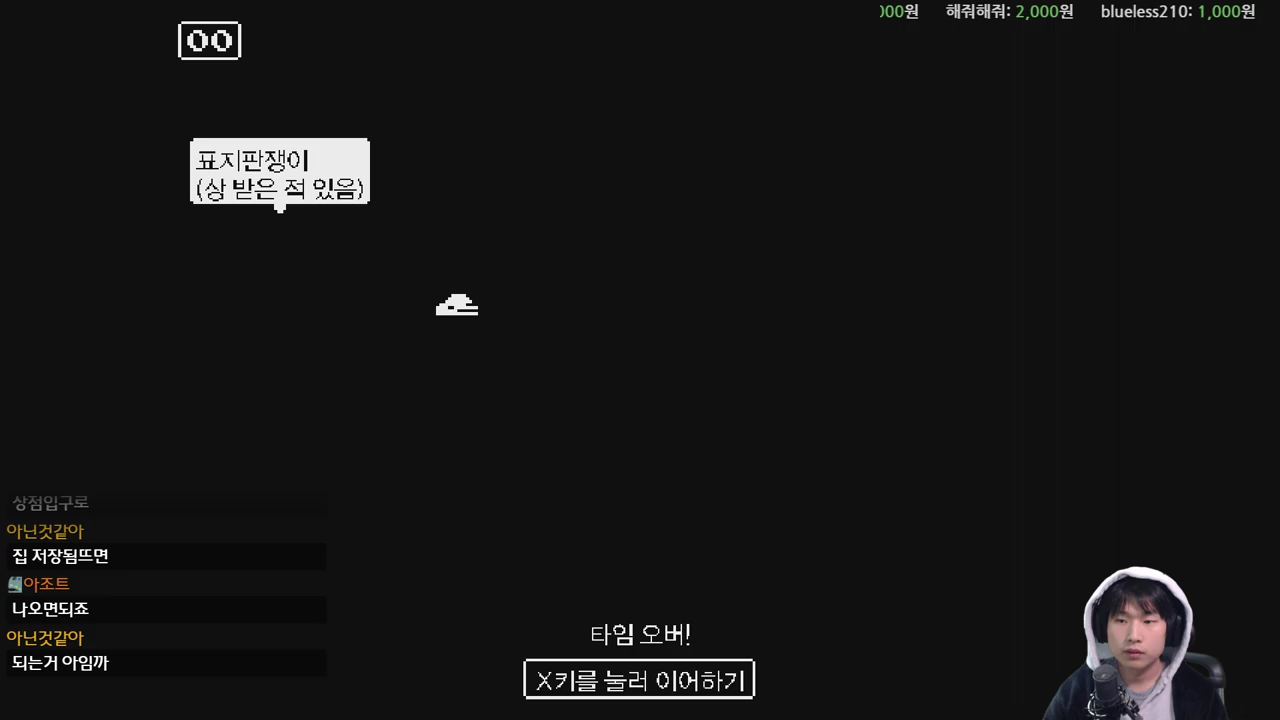 00원 해줘해줘: 2,000원 blueless210: 1,000원
00
표지판쟁이
(상 받은 적 있음)
상점입구로
아닌것같아
집 저장됨뜨면
아조트
나오면되죠
아닌것같아
되는거 아임까
타임 오버!
X키를 눌러 이어하기